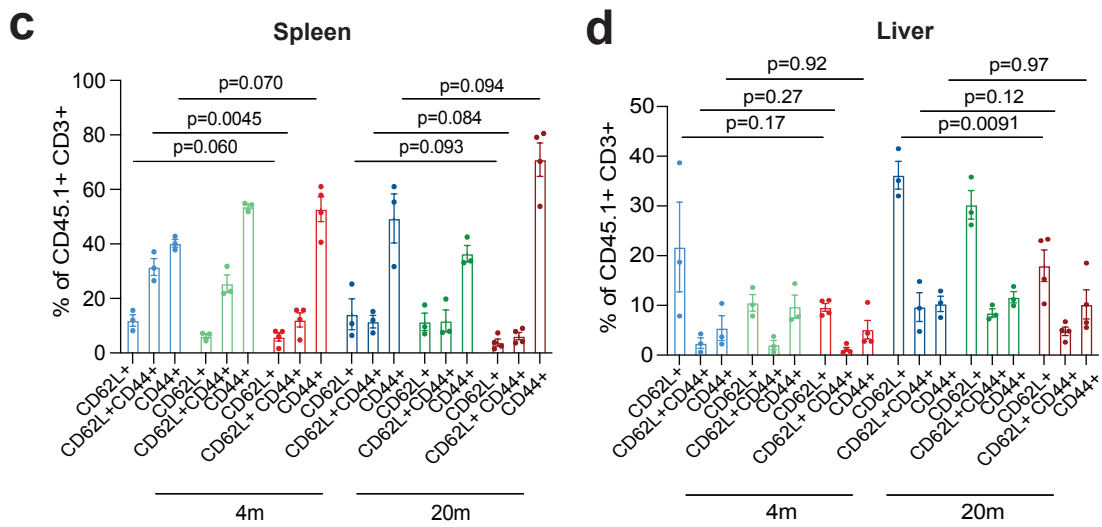 c
Spleen
% of CD45.1+ CD3+
100
80
60
40
20
0
p=0.070
p=0.0045
p=0.060
p=0.094
p=0.084
p=0.093
CD62L+
CD62L+CD44+
CD44+
CD62L+
CD62L+CD44+
CD44+
CD62L+
CD62L+ CD44+
CD44+
CD62L+
CD62L+CD44+
CD44+
CD62L+
CD62L+CD44+
CD44+
CD62L+
CD62L+ CD44+
CD44+
4m
20m
d
Liver
% of CD45.1+ CD3+
50
40
30
20
10
0
p=0.92
p=0.27
p=0.17
p=0.97
p=0.12
p=0.0091
CD62L+
CD62L+CD44+
CD44+
CD62L+
CD62L+CD44+
CD44+
CD62L+
CD62L+ CD44+
CD44+
CD62L+
CD62L+CD44+
CD44+
CD62L+
CD62L+CD44+
CD44+
CD62L+
CD62L+ CD44+
CD44+
4m
20m